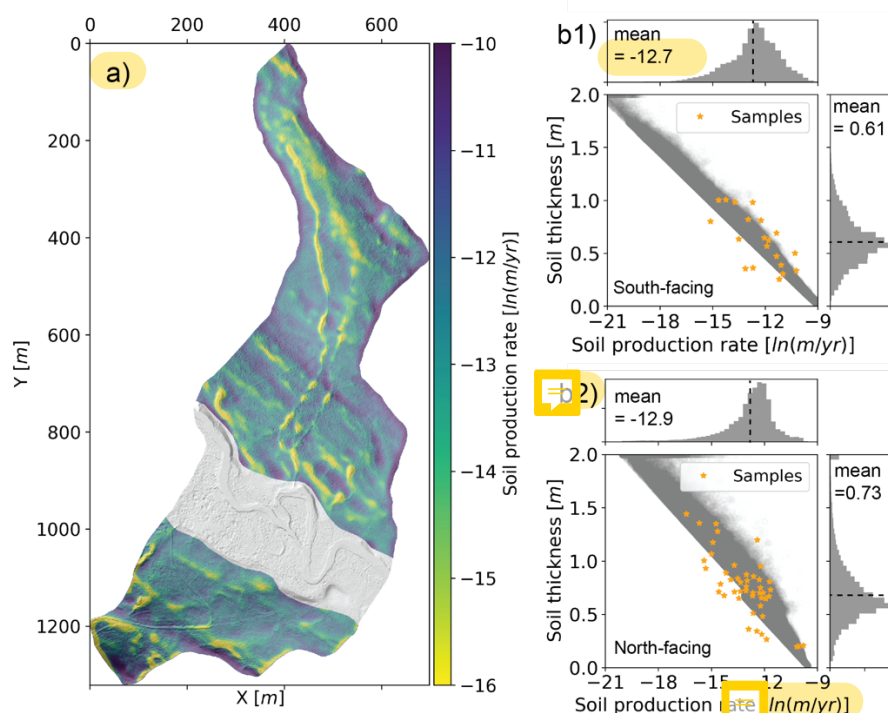 0 200 400 600
0
200
400
600
800
1000
1200
Y [m]
X [m]
a)
−10
−11
−12
−13
−14
−15
−16
Soil production rate [ln(m/yr)]
b1)
mean
= -12.7
2.0
1.5
1.0
0.5
0.0
Soil thickness [m]
Samples
South-facing
mean
= 0.61
−21 −18 −15 −12 −9
Soil production rate [ln(m/yr)]
b2)
mean
= -12.9
2.0
1.5
1.0
0.5
0.0
Soil thickness [m]
Samples
North-facing
mean
=0.73
−21 −18 −15 −12 −9
Soil production rate [ln(m/yr)]